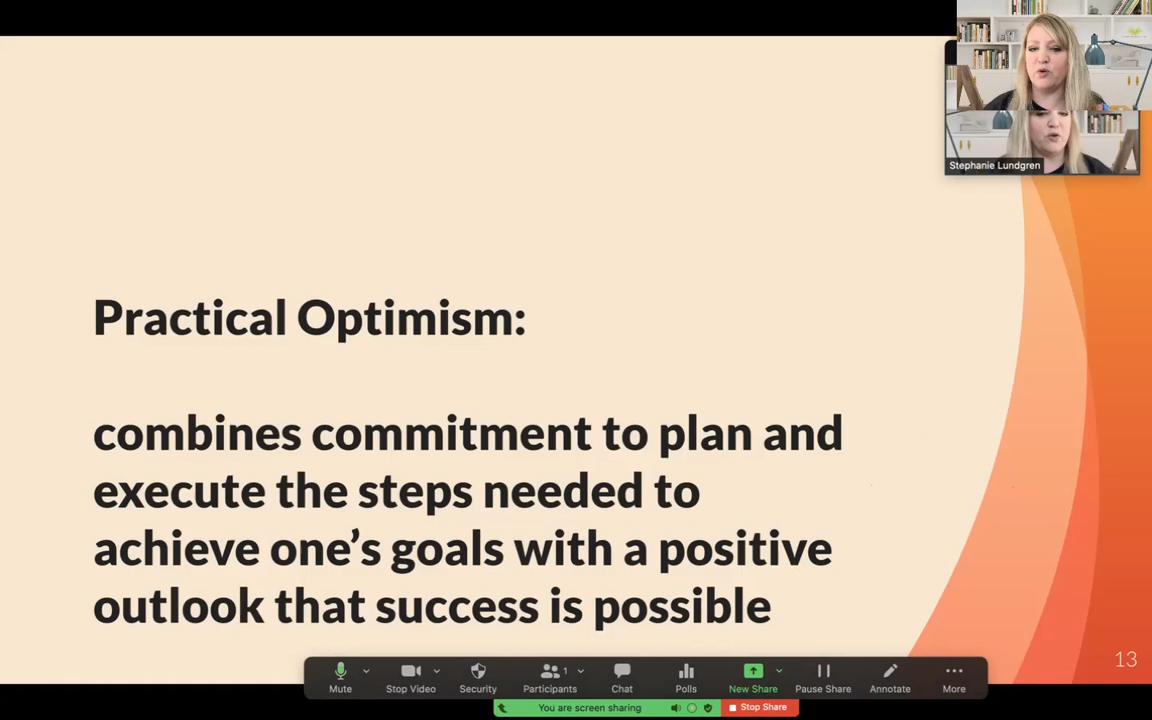 Stephanie Lundgren
Practical Optimism:
combines commitment to plan and
execute the steps needed to
achieve one’s goals with a positive
outlook that success is possible
13
Mute
Stop Video
Security
Participants
1
Chat
Polls
New Share
Pause Share
Annotate
More
You are screen sharing
Stop Share